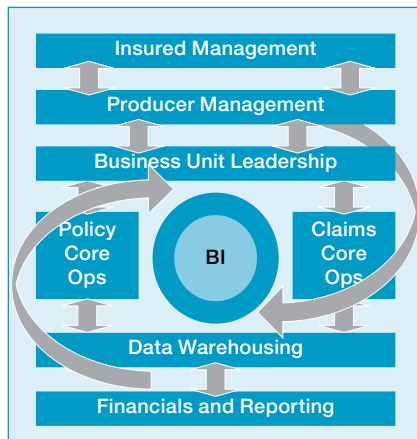 Insured Management
Producer Management
Business Unit Leadership
Policy
Core
Ops
BI
Claims
Core
Ops
Data Warehousing
Financials and Reporting